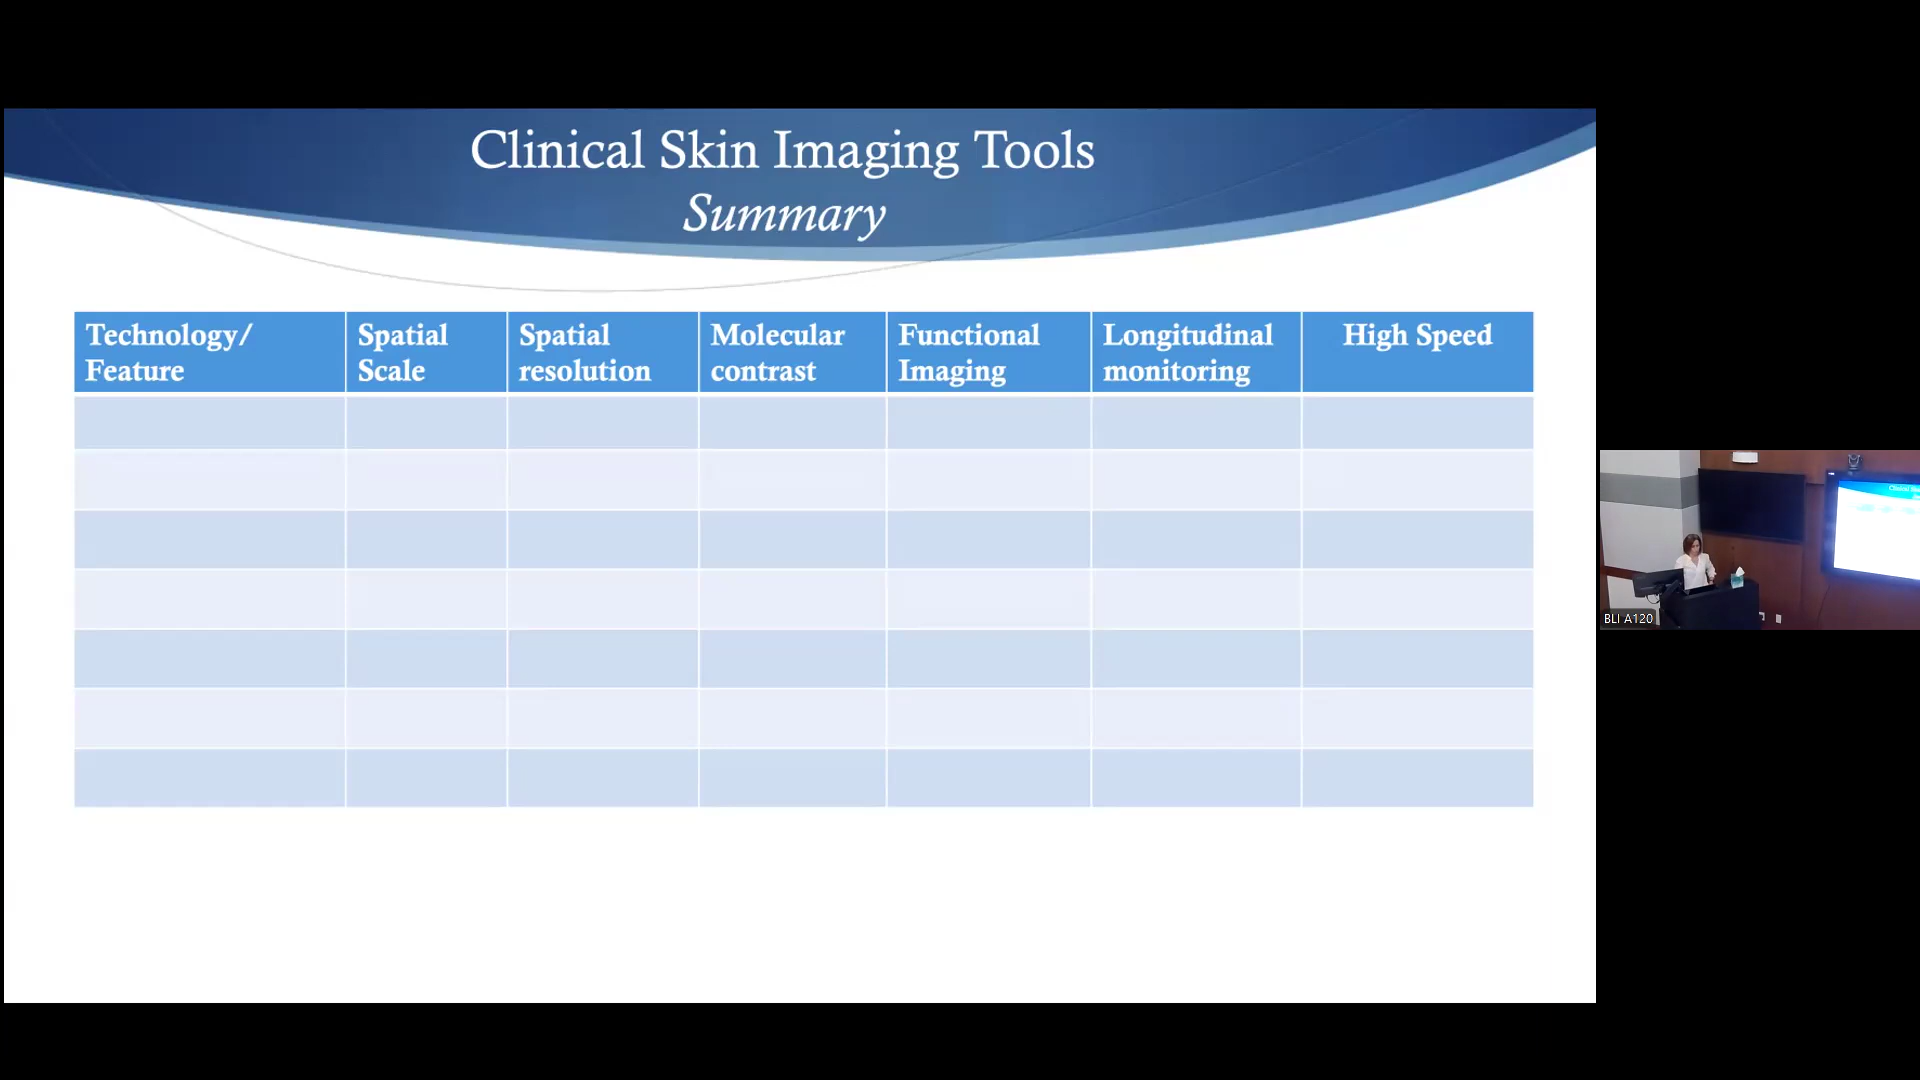 Clinical Skin Imaging Tools
Summary
Technology/
Feature
Spatial
Scale
Spatial
resolution
Molecular
contrast
Functional
Imaging
Longitudinal
monitoring
High Speed
BLI A120